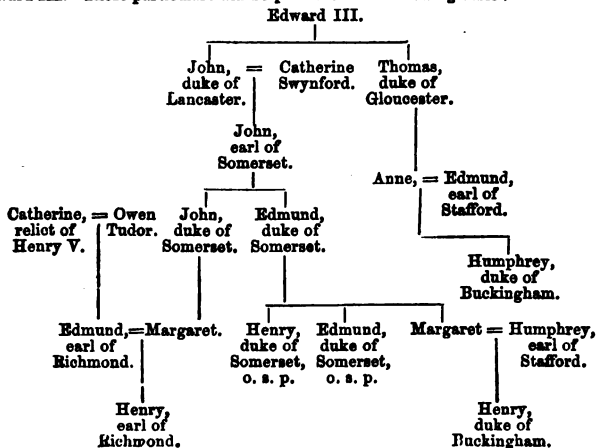 Edward III.
John, = Catherine Thomas,
duke of Swynford. duke of
Lancaster. Gloucester.
John,
earl of
Somerset.
Anne, = Edmund,
earl of
Stafford.
Catherine, = Owen John, Edmund,
relict of Tudor. duke of duke of
Henry V. Somerset. Somerset.
Humphrey,
duke of
Buckingham.
Edmund,=Margaret. Henry, Edmund, Margaret = Humphrey,
earl of duke of duke of earl of
Richmond. Somerset, Somerset, Stafford.
o. s. p. o. s. p.
Henry, Henry,
earl of duke of
Richmond. Buckingham.